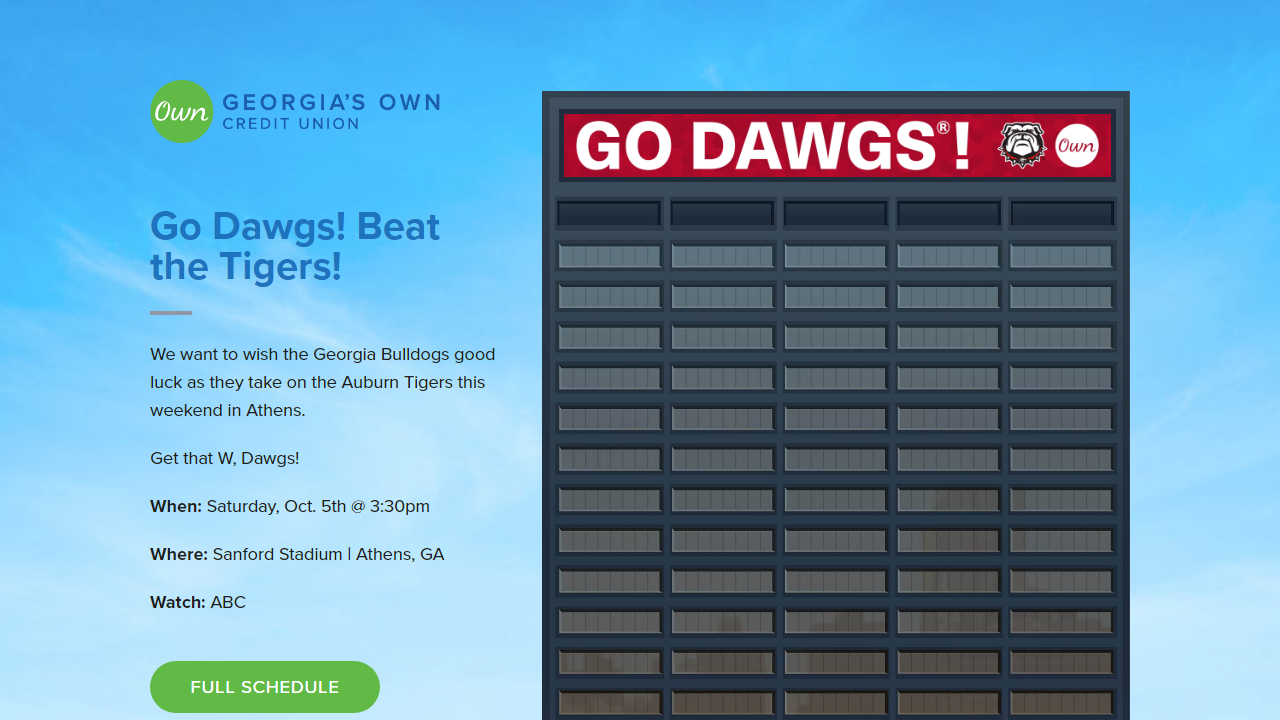 Own
GEORGIA'S OWN
CREDIT UNION
GO DAWGS®!
Own
Go Dawgs! Beat
the Tigers!
We want to wish the Georgia Bulldogs good
luck as they take on the Auburn Tigers this
weekend in Athens.
Get that W, Dawgs!
When: Saturday, Oct. 5th @ 3:30pm
Where: Sanford Stadium | Athens, GA
Watch: ABC
FULL SCHEDULE